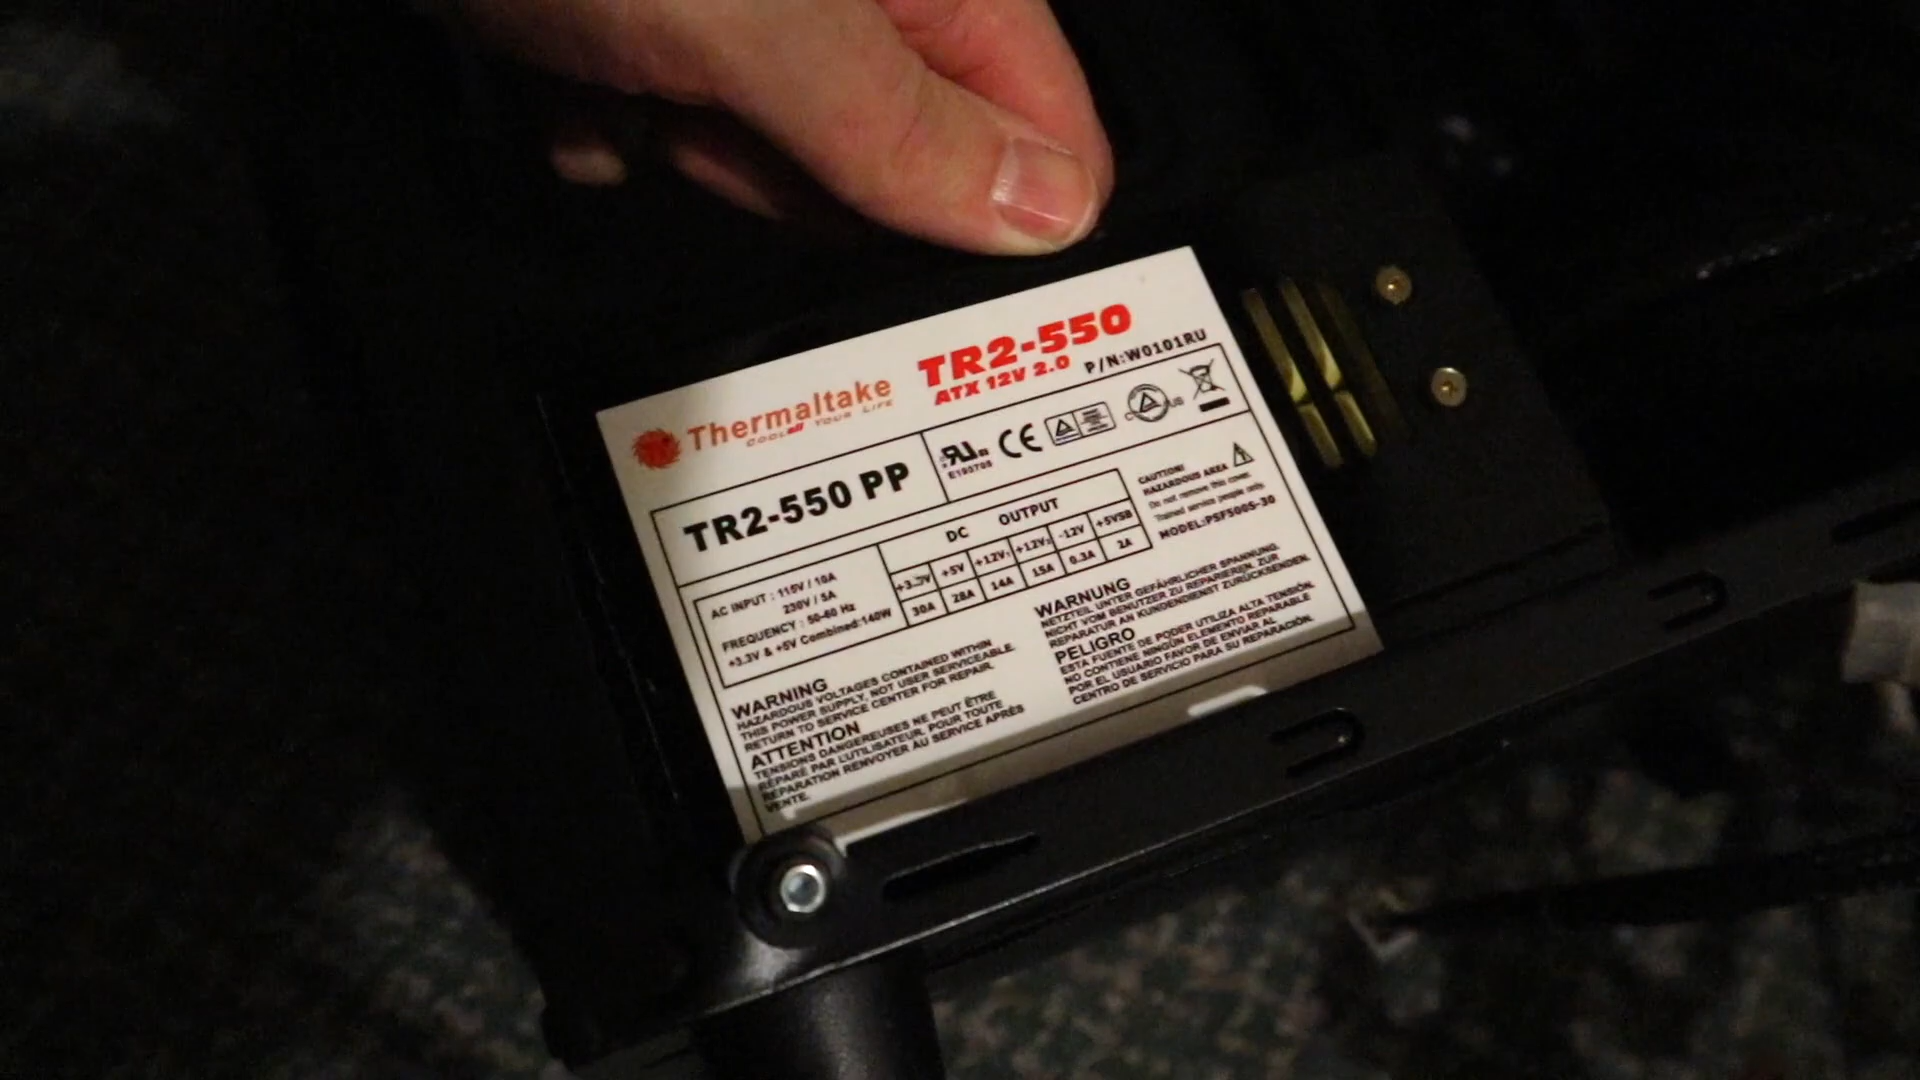 Thermaltake
COOL all YOUR LIFE
TR2-550
ATX 12V 2.0 P/N:W0101RU
TR2-550 PP
E193705
CE
C US
AC INPUT : 115V / 10A
230V / 5A
FREQUENCY : 50-60 Hz
+3.3V & +5V Combined:140W
DC OUTPUT
+3.3V +5V +12V1 +12V2 -12V +5VSB
30A 28A 14A 15A 0.3A 2A
CAUTION!
HAZARDOUS AREA
Do not remove this cover.
Trained service people only.
MODEL:PSF500S-30
WARNING
HAZARDOUS VOLTAGES CONTAINED WITHIN
THIS POWER SUPPLY. NOT USER SERVICEABLE.
RETURN TO SERVICE CENTER FOR REPAIR.
ATTENTION
TENSIONS DANGEREUSES NE PEUT ÊTRE
RÉPARÉ PAR L'UTILISATEUR. POUR TOUTE
REPARATION RENVOYER AU SERVICE APRÈS
VENTE.
WARNUNG
NETZTEIL UNTER GEFÄHRLICHER SPANNUNG.
NICHT VOM BENUTZER ZU REPARIEREN. ZUR
REPARATUR AN KUNDENDIENST ZURÜCKSENDEN.
PELIGRO
ESTA FUENTE DE PODER UTILIZA ALTA TENSIÓN.
NO CONTIENE NINGÚN ELEMENTO REPARABLE
POR EL USUARIO FAVOR DE ENVIAR AL
CENTRO DE SERVICIO PARA SU REPARACIÓN.